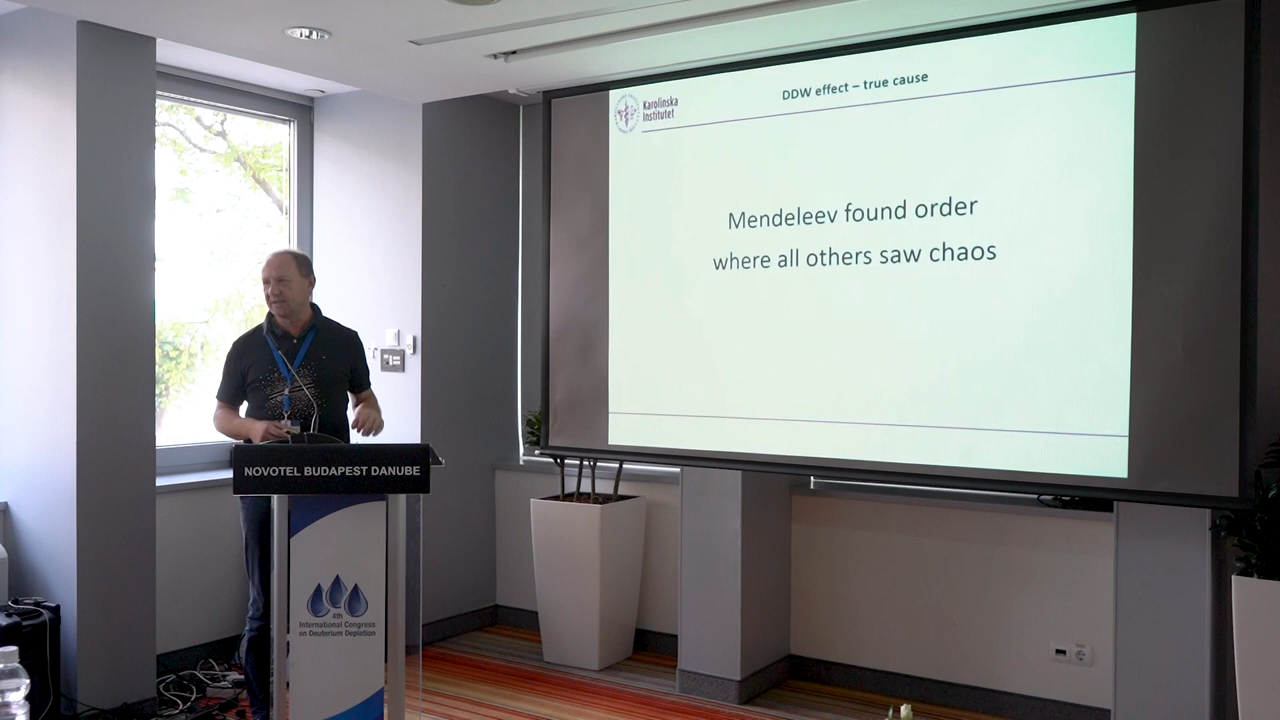 DDW effect – true cause
Karolinska
Institutet
Mendeleev found order
where all others saw chaos
NOVOTEL BUDAPEST DANUBE
4th
International Congress
on Deuterium Depletion